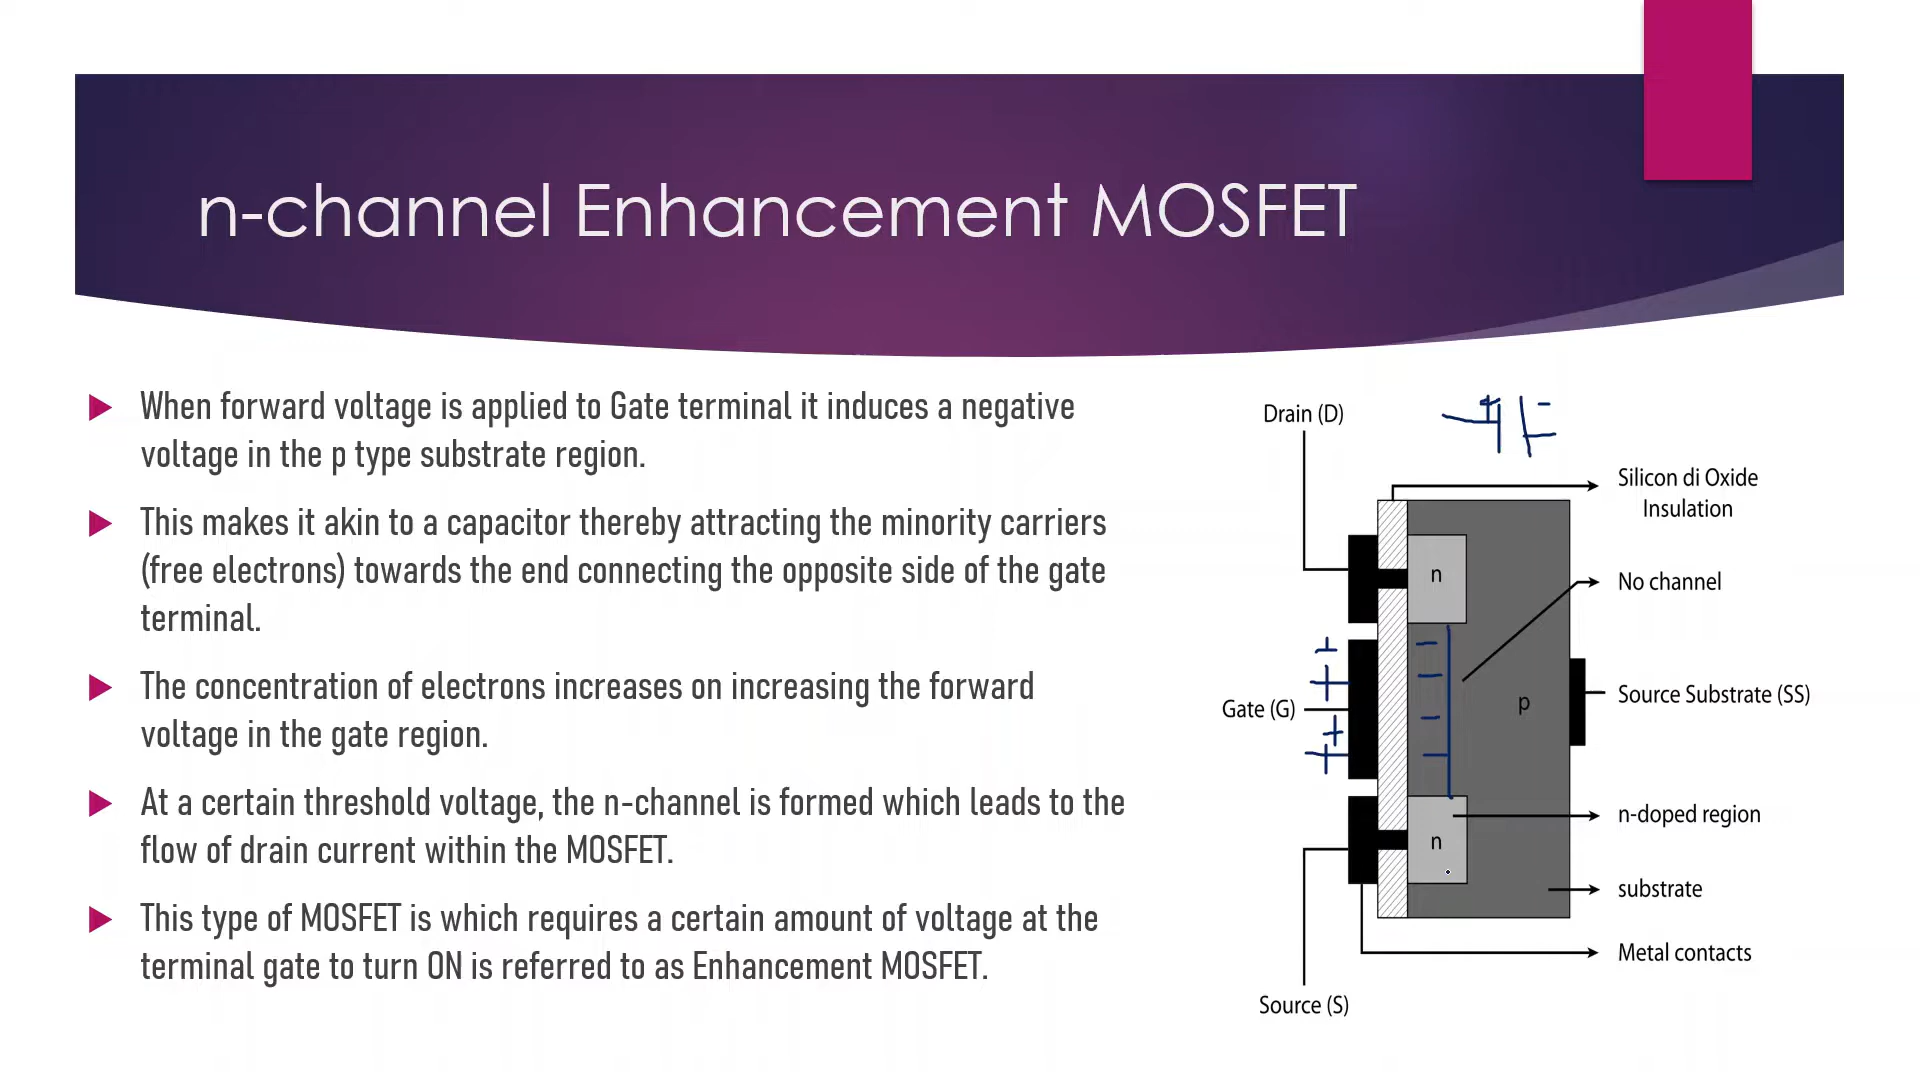 n-channel Enhancement MOSFET
When forward voltage is applied to Gate terminal it induces a negative
voltage in the p type substrate region.
This makes it akin to a capacitor thereby attracting the minority carriers
(free electrons) towards the end connecting the opposite side of the gate
terminal.
The concentration of electrons increases on increasing the forward
voltage in the gate region.
At a certain threshold voltage, the n-channel is formed which leads to the
flow of drain current within the MOSFET.
This type of MOSFET is which requires a certain amount of voltage at the
terminal gate to turn ON is referred to as Enhancement MOSFET.
Drain (D)
Silicon di Oxide
Insulation
n
No channel
+ −
+ −
Gate (G)
p
Source Substrate (SS)
+ −
+ −
n-doped region
n
substrate
Metal contacts
Source (S)